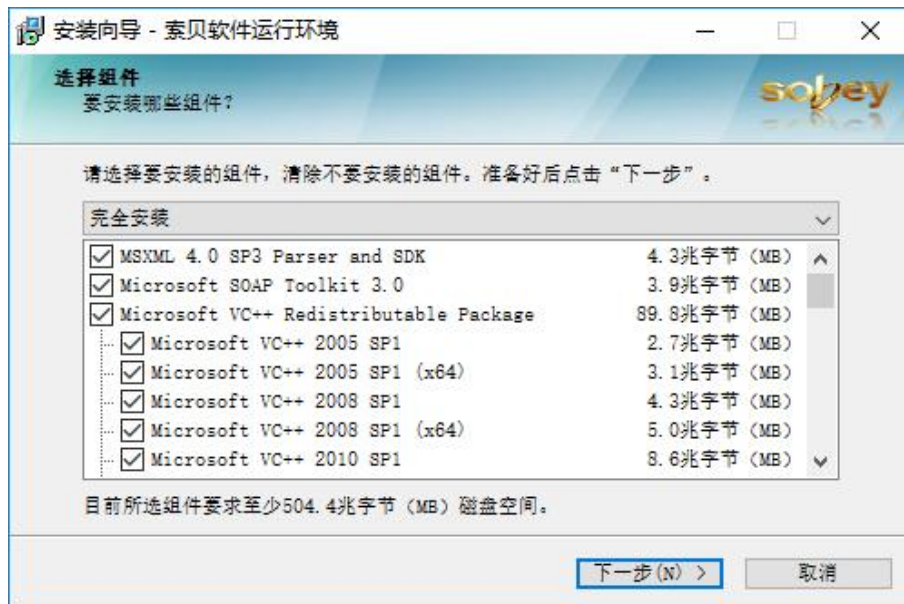 安装向导 - 索贝软件运行环境
选择组件
要安装哪些组件?
sobey
请选择要安装的组件，清除不要安装的组件。准备好后点击“下一步”。
完全安装
MSXML 4.0 SP3 Parser and SDK 4.3兆字节 (MB)
Microsoft SOAP Toolkit 3.0 3.9兆字节 (MB)
Microsoft VC++ Redistributable Package 89.8兆字节 (MB)
Microsoft VC++ 2005 SP1 2.7兆字节 (MB)
Microsoft VC++ 2005 SP1 (x64) 3.1兆字节 (MB)
Microsoft VC++ 2008 SP1 4.3兆字节 (MB)
Microsoft VC++ 2008 SP1 (x64) 5.0兆字节 (MB)
Microsoft VC++ 2010 SP1 8.6兆字节 (MB)
目前所选组件要求至少504.4兆字节 (MB) 磁盘空间。
下一步(N) > 取消